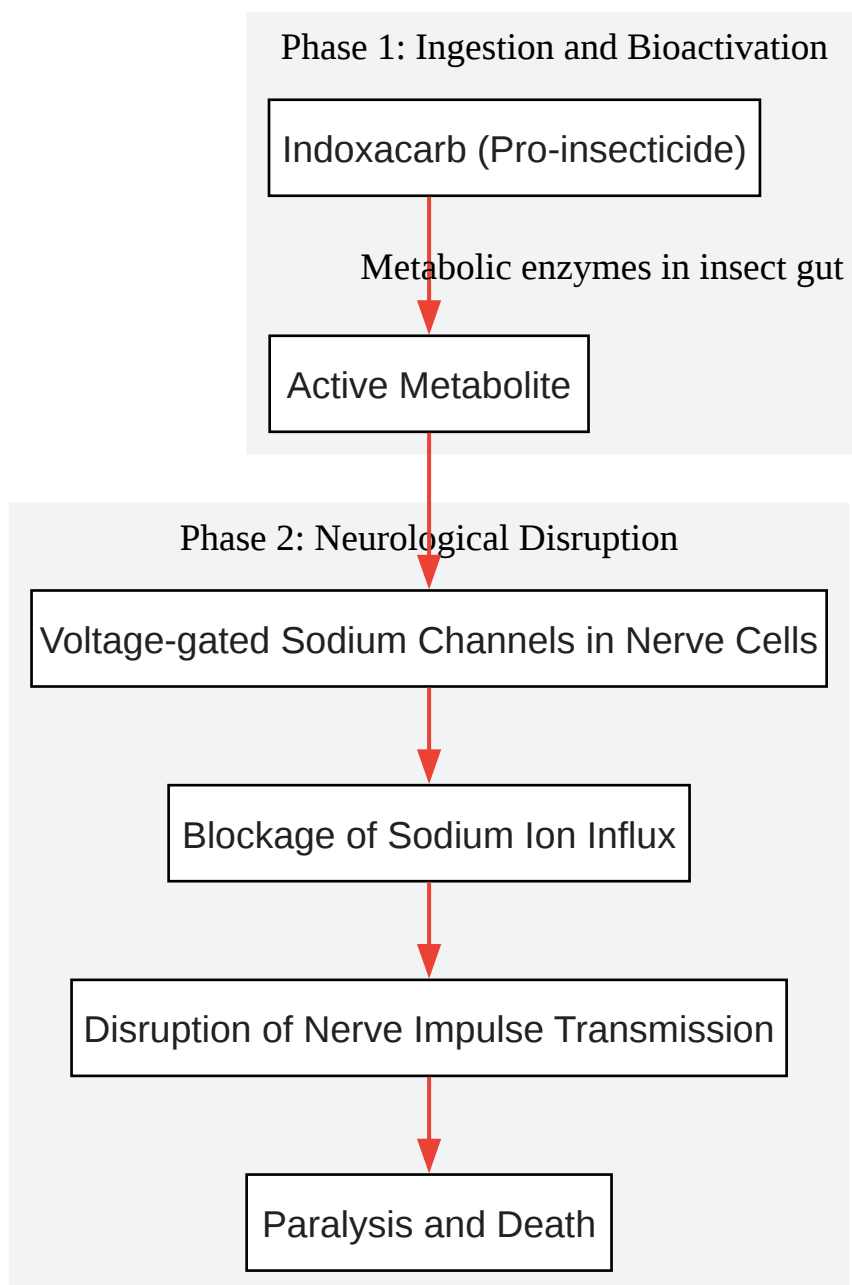 Phase 1: Ingestion and Bioactivation
Indoxacarb (Pro-insecticide)
Metabolic enzymes in insect gut
Active Metabolite
Phase 2: Neurological Disruption
Voltage-gated Sodium Channels in Nerve Cells
Blockage of Sodium Ion Influx
Disruption of Nerve Impulse Transmission
Paralysis and Death